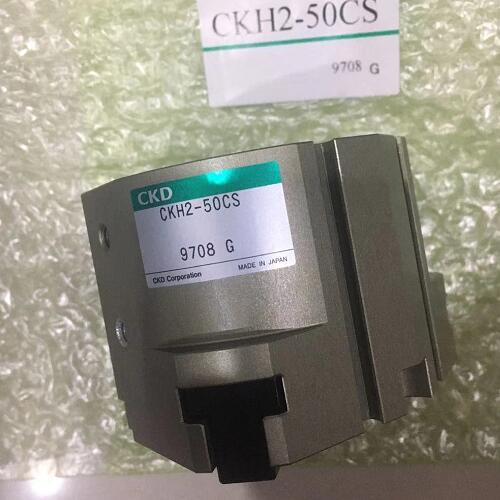 CKH2-50CS
9708 G
CKD
CKH2-50CS
9708 G
CKD Corporation MADE IN JAPAN